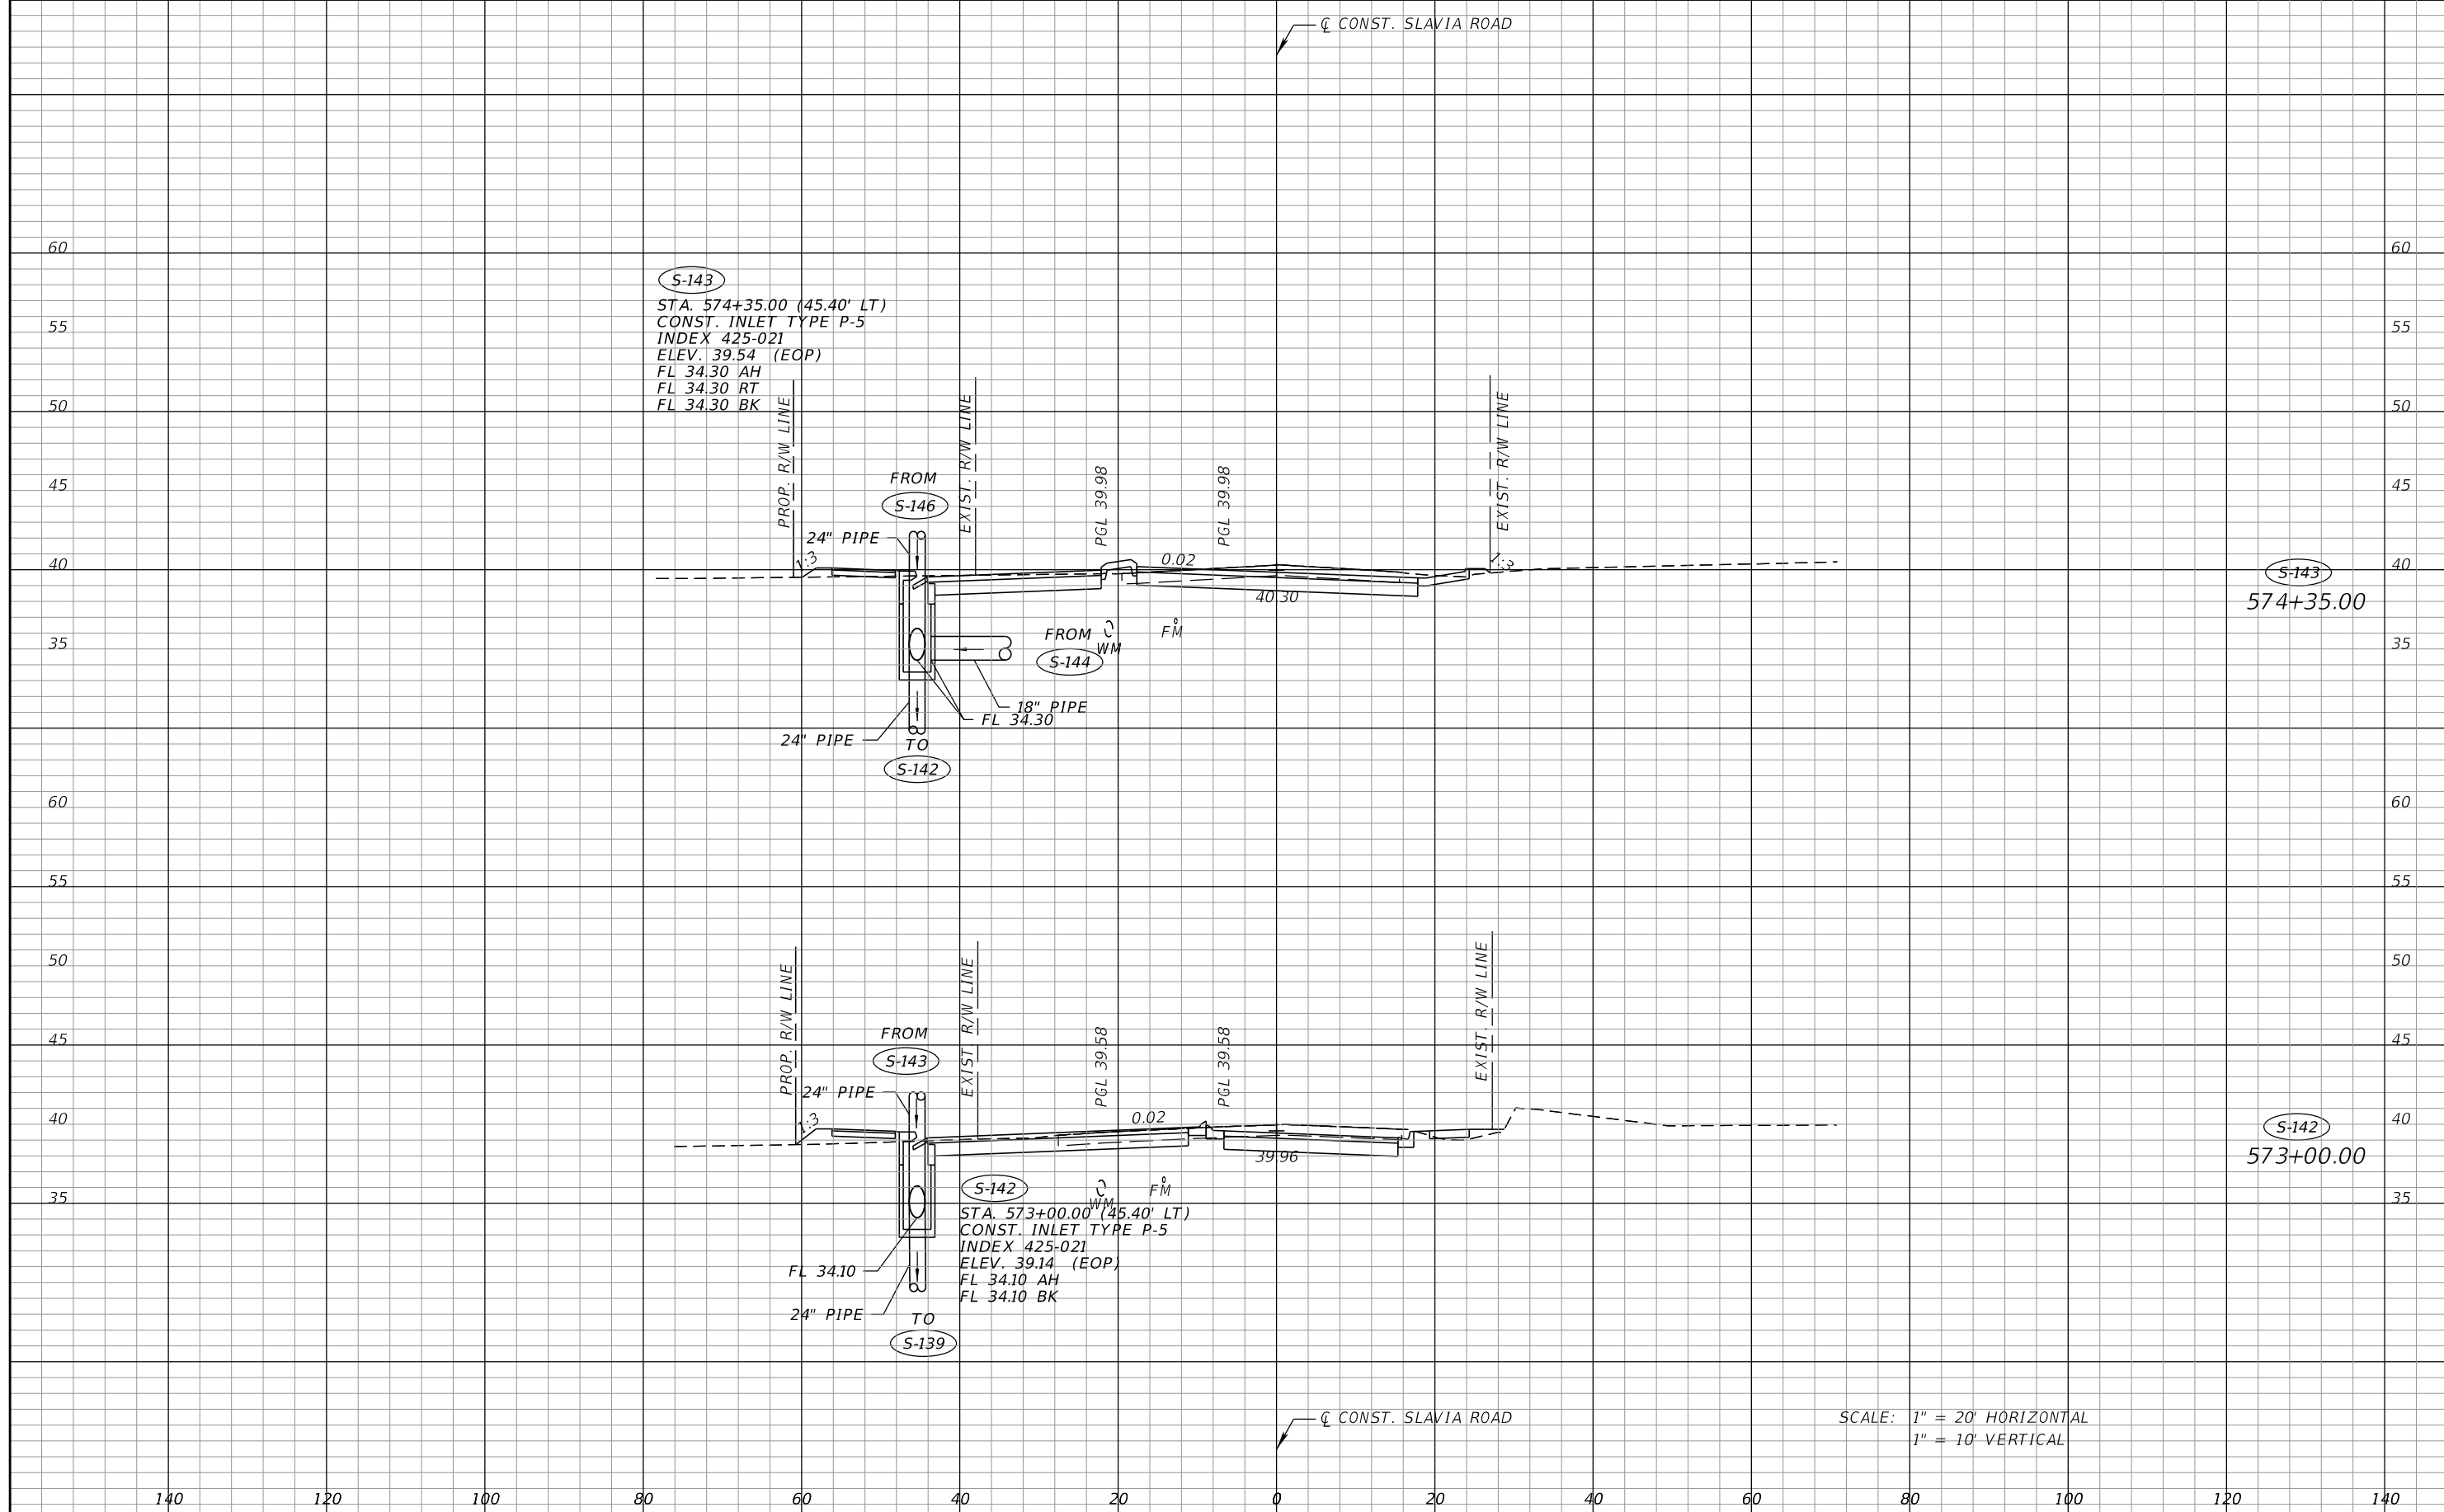 ℄ CONST. SLAVIA ROAD
60
60
S-143
STA. 574+35.00 (45.40' LT)
CONST. INLET TYPE P-5
INDEX 425-021
ELEV. 39.54 (EOP)
FL 34.30 AH
FL 34.30 RT
FL 34.30 BK
55
55
50
50
PROP. R/W LINE
EXIST. R/W LINE
PGL 39.98
PGL 39.98
EXIST. R/W LINE
45
45
FROM
S-146
24" PIPE
1:3
0.02
1:3
40
40
40.30
S-143
574+35.00
35
35
FROM
S-144
WM
FM
18" PIPE
FL 34.30
24" PIPE
TO
S-142
60
60
55
55
50
50
PROP. R/W LINE
EXIST. R/W LINE
PGL 39.58
PGL 39.58
EXIST. R/W LINE
45
45
FROM
S-143
24" PIPE
1:3
0.02
40
40
39.96
S-142
573+00.00
35
35
WM
FM
S-142
STA. 573+00.00 (45.40' LT)
CONST. INLET TYPE P-5
INDEX 425-021
ELEV. 39.14 (EOP)
FL 34.10 AH
FL 34.10 BK
FL 34.10
24" PIPE
TO
S-139
℄ CONST. SLAVIA ROAD
SCALE: 1" = 20' HORIZONTAL
1" = 10' VERTICAL
140 120 100 80 60 40 20 0 20 40 60 80 100 120 140